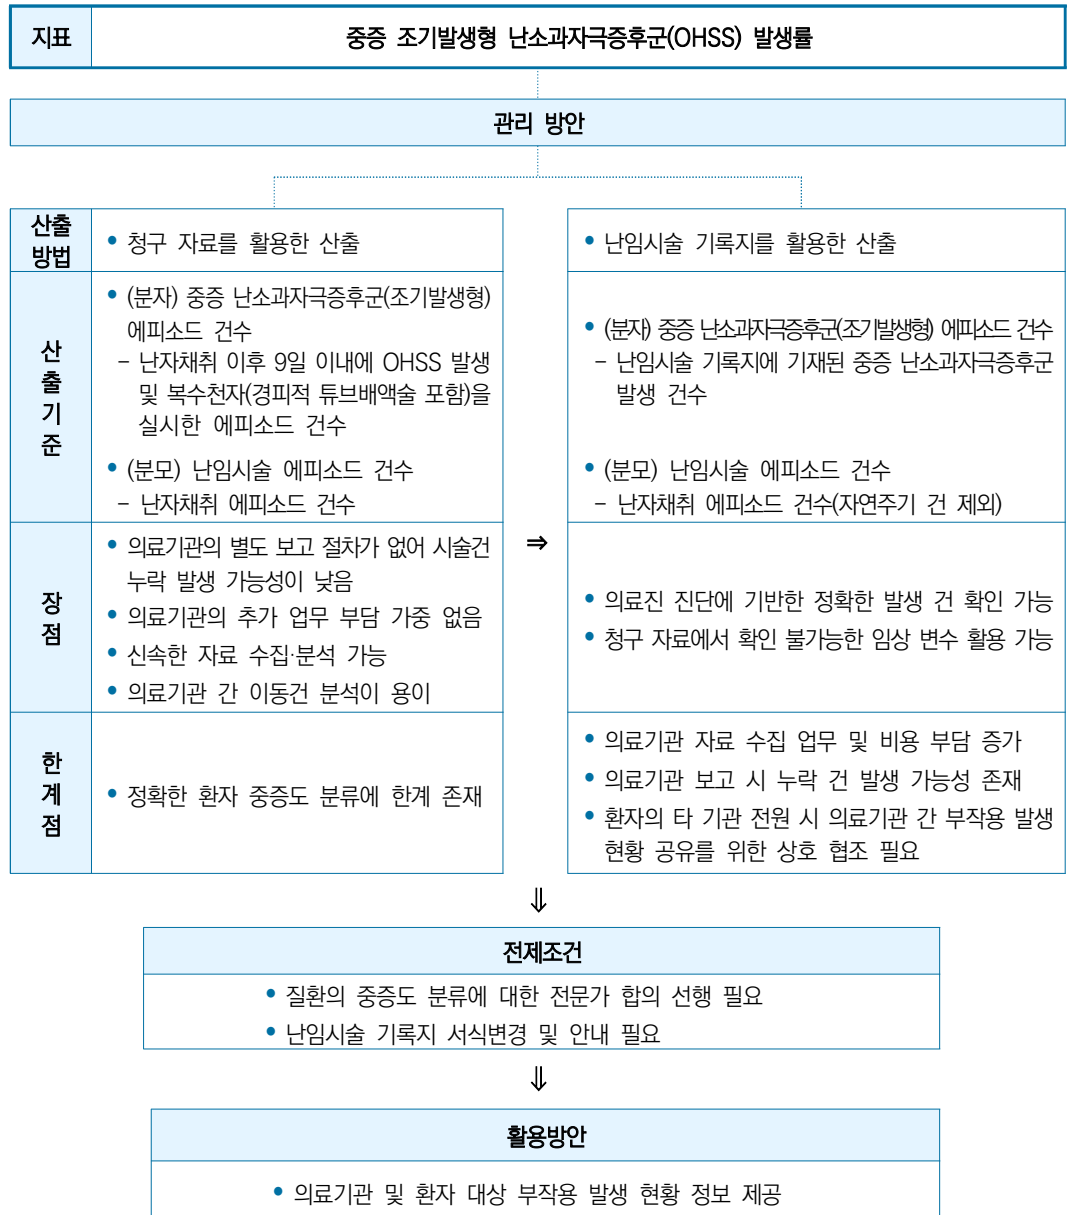 지표
중증 조기발생형 난소과자극증후군(OHSS) 발생률
관리 방안
산출
방법
• 청구 자료를 활용한 산출
• 난임시술 기록지를 활용한 산출
산
출
기
준
• (분자) 중증 난소과자극증후군(조기발생형)
에피소드 건수
- 난자채취 이후 9일 이내에 OHSS 발생
및 복수천자(경피적 튜브배액술 포함)을
실시한 에피소드 건수
• (분모) 난임시술 에피소드 건수
- 난자채취 에피소드 건수
• (분자) 중증 난소과자극증후군(조기발생형) 에피소드 건수
- 난임시술 기록지에 기재된 중증 난소과자극증후군
발생 건수
• (분모) 난임시술 에피소드 건수
- 난자채취 에피소드 건수(자연주기 건 제외)
장
점
• 의료기관의 별도 보고 절차가 없어 시술건
누락 발생 가능성이 낮음
• 의료기관의 추가 업무 부담 가중 없음
• 신속한 자료 수집·분석 가능
• 의료기관 간 이동건 분석이 용이
⇒
• 의료진 진단에 기반한 정확한 발생 건 확인 가능
• 청구 자료에서 확인 불가능한 임상 변수 활용 가능
한
계
점
• 정확한 환자 중증도 분류에 한계 존재
• 의료기관 자료 수집 업무 및 비용 부담 증가
• 의료기관 보고 시 누락 건 발생 가능성 존재
• 환자의 타 기관 전원 시 의료기관 간 부작용 발생
현황 공유를 위한 상호 협조 필요
⇓
전제조건
• 질환의 중증도 분류에 대한 전문가 합의 선행 필요
• 난임시술 기록지 서식변경 및 안내 필요
⇓
활용방안
• 의료기관 및 환자 대상 부작용 발생 현황 정보 제공